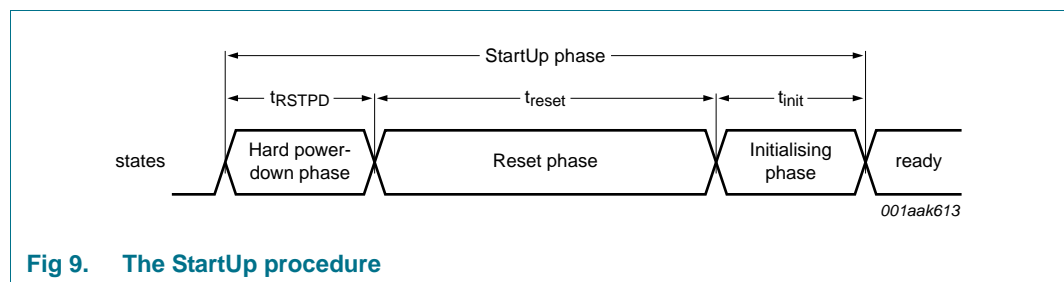 StartUp phase
tRSTPD
treset
tinit
states
Hard power-
down phase
Reset phase
Initialising
phase
ready
001aak613
Fig 9. The StartUp procedure